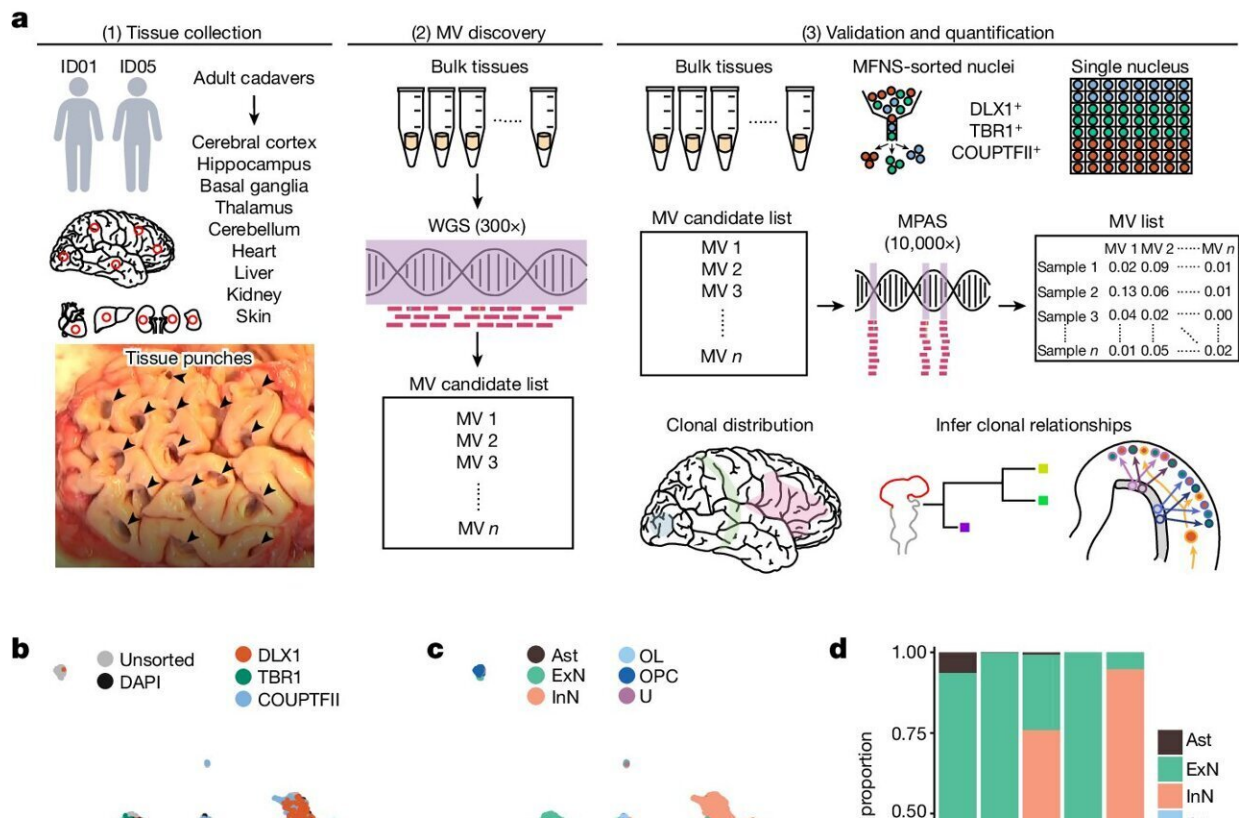 a
(1) Tissue collection
ID01 ID05
Adult cadavers
Cerebral cortex
Hippocampus
Basal ganglia
Thalamus
Cerebellum
Heart
Liver
Kidney
Skin
Tissue punches
(2) MV discovery
Bulk tissues
......
WGS (300×)
MV candidate list
MV 1
MV 2
MV 3
......
MV n
(3) Validation and quantification
Bulk tissues
......
MFNS-sorted nuclei
DLX1⁺
TBR1⁺
COUPTFII⁺
Single nucleus
MV candidate list
MV 1
MV 2
MV 3
......
MV n
MPAS
(10,000×)
MV list
MV 1 MV 2 ...... MV n
Sample 1 0.02 0.09 ...... 0.01
Sample 2 0.13 0.06 ...... 0.01
Sample 3 0.04 0.02 ...... 0.00
Sample n 0.01 0.05 ...... 0.02
Clonal distribution
Infer clonal relationships
b
Unsorted
DAPI
DLX1
TBR1
COUPTFII
c
Ast
ExN
InN
OL
OPC
U
d
1.00
0.75
0.50
proportion
Ast
ExN
InN